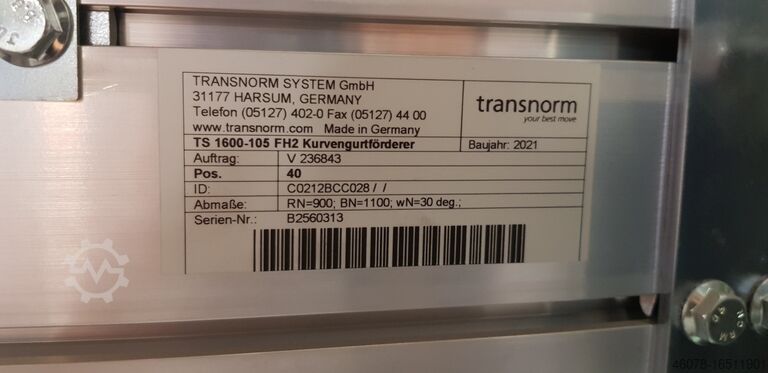 TRANSNORM SYSTEM GmbH
31177 HARSUM, GERMANY
Telefon (05127) 402-0 Fax (05127) 44 00
www.transnorm.com Made in Germany
transnorm
your best move
TS 1600-105 FH2 Kurvengurtförderer
Baujahr: 2021
Auftrag: V 236843
Pos. 40
ID: C0212BCC028 / /
Abmaße: RN=900; BN=1100; wN=30 deg.;
Serien-Nr.: B2560313
46078-16511901